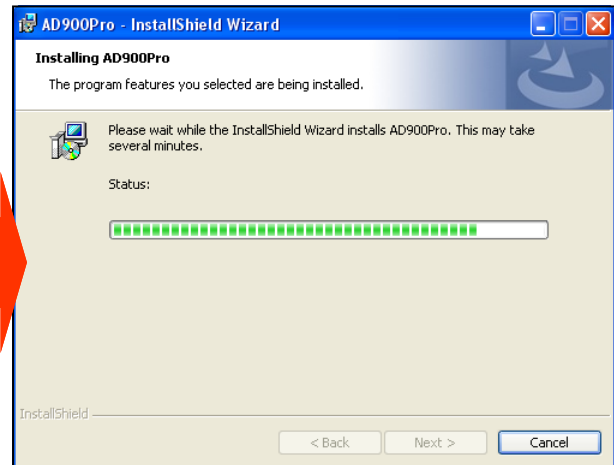 AD900Pro - InstallShield Wizard
Installing AD900Pro
The program features you selected are being installed.
Please wait while the InstallShield Wizard installs AD900Pro. This may take
several minutes.
Status:
InstallShield
< Back Next > Cancel